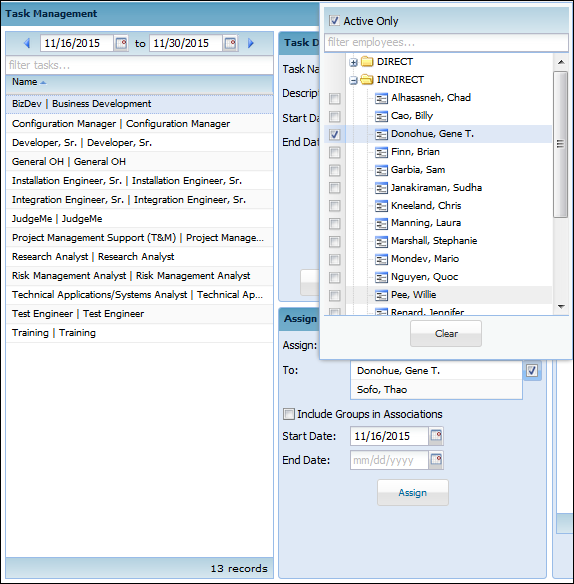 Task Management
11/16/2015 to 11/30/2015
filter tasks...
Name
BizDev | Business Development
Configuration Manager | Configuration Manager
Developer, Sr. | Developer, Sr.
General OH | General OH
Installation Engineer, Sr. | Installation Engineer, Sr.
Integration Engineer, Sr. | Integration Engineer, Sr.
JudgeMe | JudgeMe
Project Management Support (T&M) | Project Manage...
Research Analyst | Research Analyst
Risk Management Analyst | Risk Management Analyst
Technical Applications/Systems Analyst | Technical Ap...
Test Engineer | Test Engineer
Training | Training
13 records
Task D
Task Na
Descrip
Start Da
End Dat
Active Only
filter employees...
DIRECT
INDIRECT
Alhasasneh, Chad
Cao, Billy
Donohue, Gene T.
Finn, Brian
Garbia, Sam
Janakiraman, Sudha
Kneeland, Chris
Manning, Laura
Marshall, Stephanie
Mondev, Mario
Nguyen, Quoc
Pee, Willie
Renard, Jennifer
Clear
Assign
Assign:
To:
Donohue, Gene T.
Sofo, Thao
Include Groups in Associations
Start Date: 11/16/2015
End Date: mm/dd/yyyy
Assign